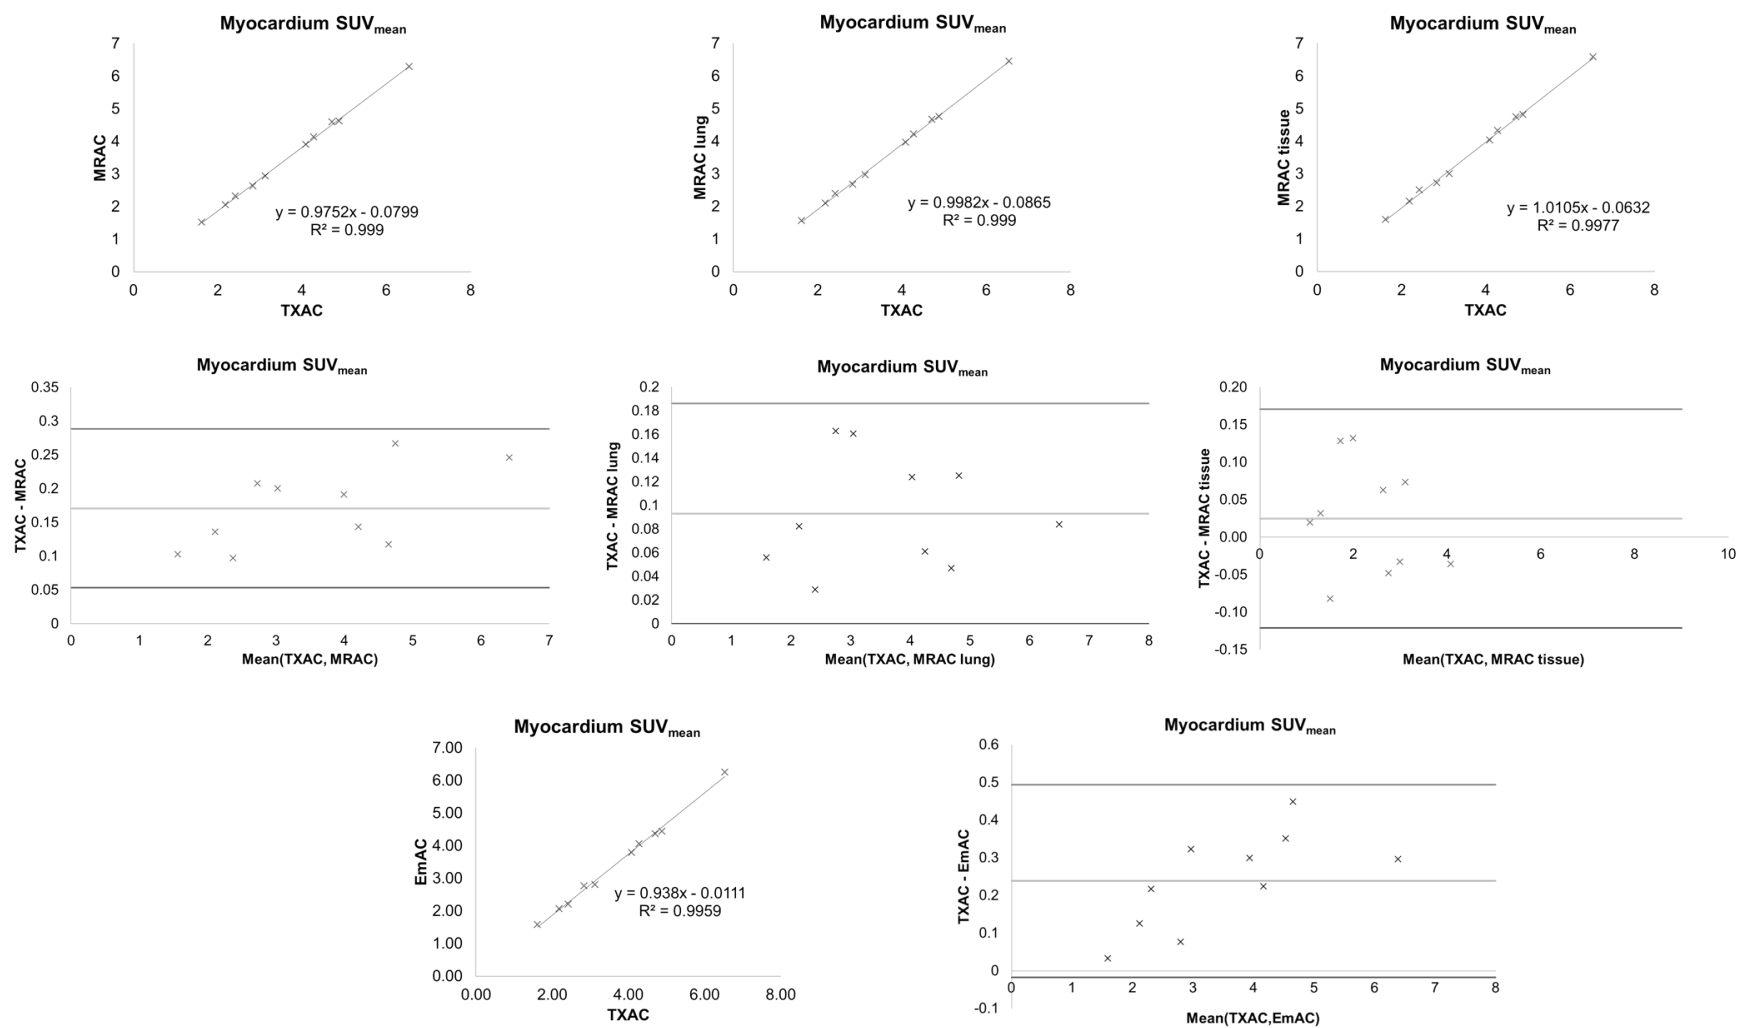 Myocardium SUVmean
7
6
5
4
3
2
1
0
MRAC
y = 0.9752x - 0.0799
R² = 0.999
0 2 4 6 8
TXAC
Myocardium SUVmean
7
6
5
4
3
2
1
0
MRAC lung
y = 0.9982x - 0.0865
R² = 0.999
0 2 4 6 8
TXAC
Myocardium SUVmean
7
6
5
4
3
2
1
0
MRAC tissue
y = 1.0105x - 0.0632
R² = 0.9977
0 2 4 6 8
TXAC
Myocardium SUVmean
0.35
0.3
0.25
0.2
0.15
0.1
0.05
0
TXAC - MRAC
0 1 2 3 4 5 6 7
Mean(TXAC, MRAC)
Myocardium SUVmean
0.2
0.18
0.16
0.14
0.12
0.1
0.08
0.06
0.04
0.02
0
TXAC - MRAC lung
0 1 2 3 4 5 6 7 8
Mean(TXAC, MRAC lung)
Myocardium SUVmean
0.20
0.15
0.10
0.05
0.00
-0.05
-0.10
-0.15
TXAC - MRAC tissue
0 2 4 6 8 10
Mean(TXAC, MRAC tissue)
Myocardium SUVmean
7.00
6.00
5.00
4.00
3.00
2.00
1.00
0.00
EmAC
y = 0.938x - 0.0111
R² = 0.9959
0.00 2.00 4.00 6.00 8.00
TXAC
Myocardium SUVmean
0.6
0.5
0.4
0.3
0.2
0.1
0
-0.1
TXAC - EmAC
0 1 2 3 4 5 6 7 8
Mean(TXAC,EmAC)